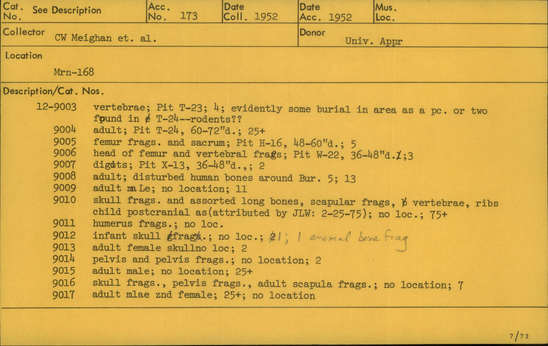 Cat. No. See Description Acc. No. 173 Date Coll. 1952 Date Acc. 1952 Mus. Loc.
Collector CW Meighan et. al. Donor Univ. Appr
Location
Mrn-168
Description/Cat. Nos.
12-9003 vertebrae; Pit T-23; 4; evidently some burial in area as a pc. or two
found in T-24--rodents??
9004 adult; Pit T-24, 60-72"d.; 25+
9005 femur frags. and sacrum; Pit H-16, 48-60"d.; 5
9006 head of femur and vertebral frags; Pit W-22, 36-48"d.;3
9007 digits; Pit X-13, 36-48"d.,; 2
9008 adult; disturbed human bones around Bur. 5; 13
9009 adult maLe; no location; 11
9010 skull frags. and assorted long bones, scapular frags, vertebrae, ribs
child postcranial as(attributed by JLW: 2-25-75); no loc.; 75+
9011 humerus frags.; no loc.
9012 infant skull frag.; no loc.; 1; 1 animal bone frag
9013 adult female skullno loc; 2
9014 pelvis and pelvis frags.; no location; 2
9015 adult male; no location; 25+
9016 skull frags., pelvis frags., adult scapula frags.; no location; 7
9017 adult mlae znd female; 25+; no location